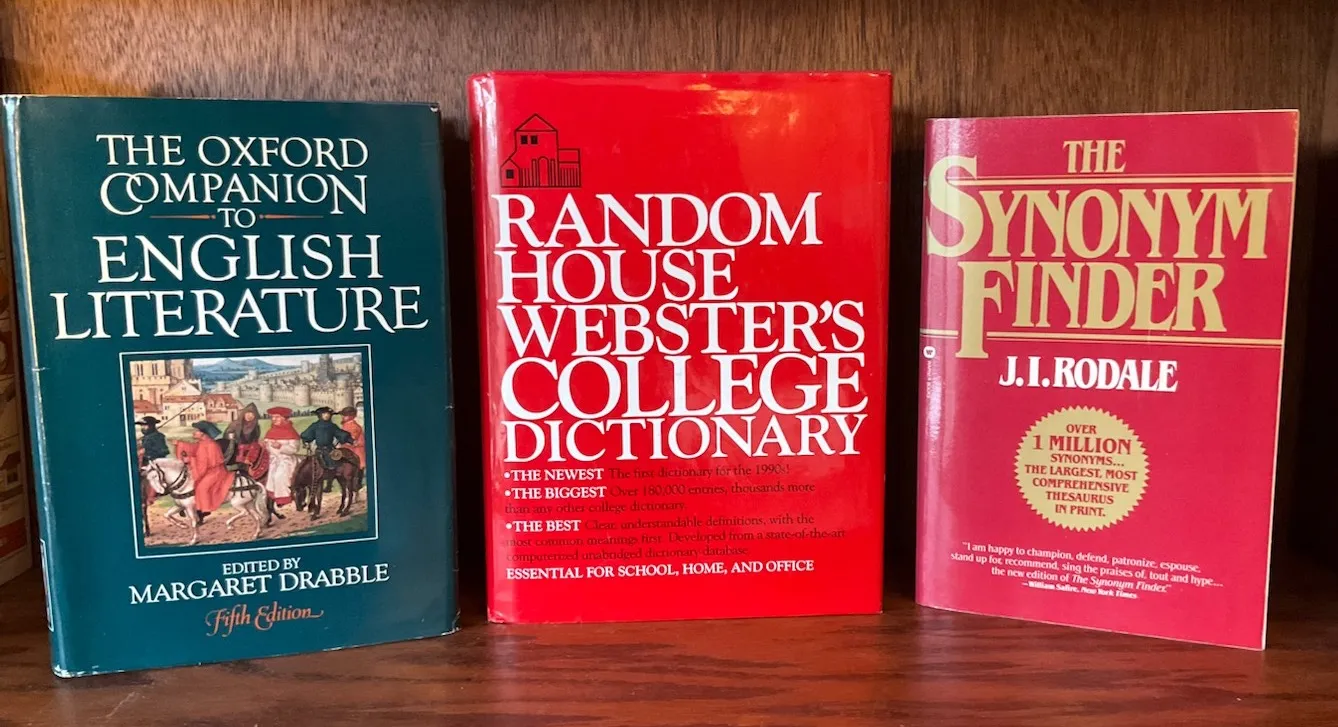 THE OXFORD
COMPANION
TO
ENGLISH
LITERATURE
EDITED BY
MARGARET DRABBLE
Fifth Edition
RANDOM
HOUSE
WEBSTER'S
COLLEGE
DICTIONARY
•THE NEWEST The first dictionary for the 1990s!
•THE BIGGEST Over 180,000 entries, thousands more
than any other college dictionary.
•THE BEST Clear, understandable definitions, with the
most common meanings first. Developed from a state-of-the-art
computerized unabridged dictionary database.
ESSENTIAL FOR SCHOOL, HOME, AND OFFICE
THE
SYNONYM
FINDER
J.I. RODALE
OVER
1 MILLION
SYNONYMS...
THE LARGEST, MOST
COMPREHENSIVE
THESAURUS
IN PRINT.
"I am happy to champion, defend, patronize, espouse,
stand up for, recommend, sing the praises of, tout and hype...
the new edition of The Synonym Finder."
—William Safire, New York Times